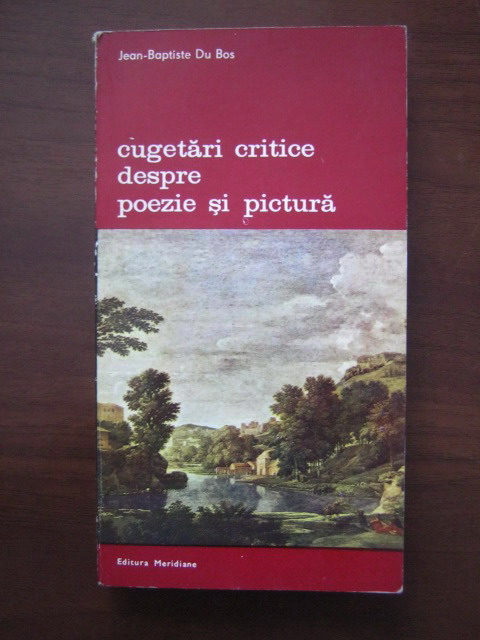 Jean-Baptiste Du Bos
cugetări critice
despre
poezie şi pictură
Editura Meridiane